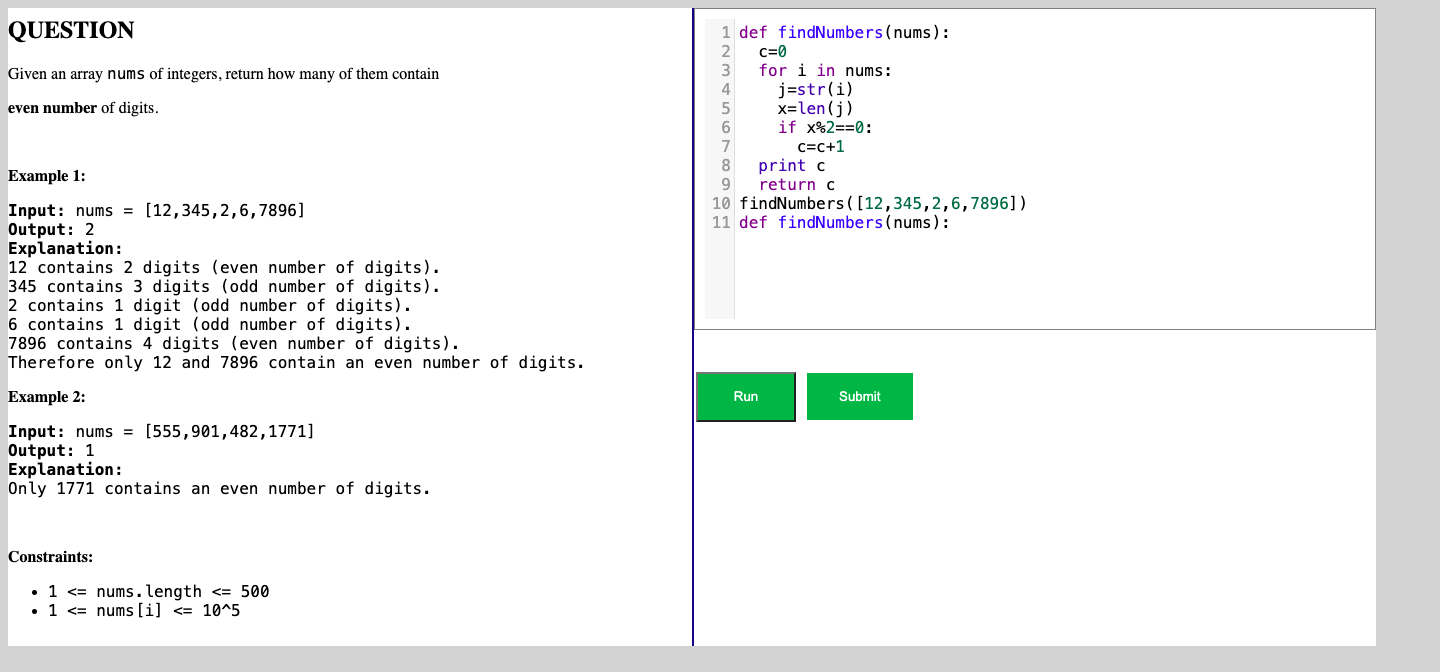 QUESTION
Given an array nums of integers, return how many of them contain
even number of digits.
Example 1:
Input: nums = [12,345,2,6,7896]
Output: 2
Explanation:
12 contains 2 digits (even number of digits).
345 contains 3 digits (odd number of digits).
2 contains 1 digit (odd number of digits).
6 contains 1 digit (odd number of digits).
7896 contains 4 digits (even number of digits).
Therefore only 12 and 7896 contain an even number of digits.
Example 2:
Input: nums = [555,901,482,1771]
Output: 1
Explanation:
Only 1771 contains an even number of digits.
Constraints:
• 1 <= nums.length <= 500
• 1 <= nums[i] <= 10^5
1 def findNumbers(nums):
2   c=0
3   for i in nums:
4     j=str(i)
5     x=len(j)
6     if x%2==0:
7       c=c+1
8   print c
9   return c
10 findNumbers([12,345,2,6,7896])
11 def findNumbers(nums):
Run Submit